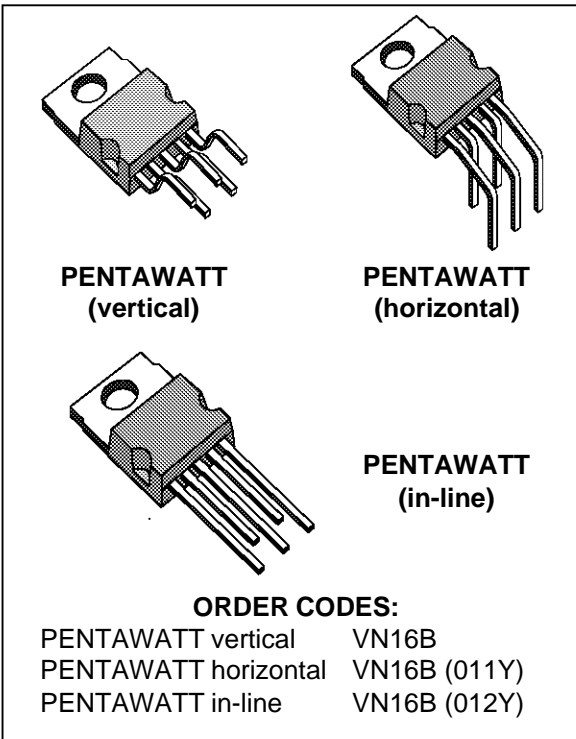 PENTAWATT
(vertical)
PENTAWATT
(horizontal)
PENTAWATT
(in-line)
ORDER CODES:
PENTAWATT vertical VN16B
PENTAWATT horizontal VN16B (011Y)
PENTAWATT in-line VN16B (012Y)